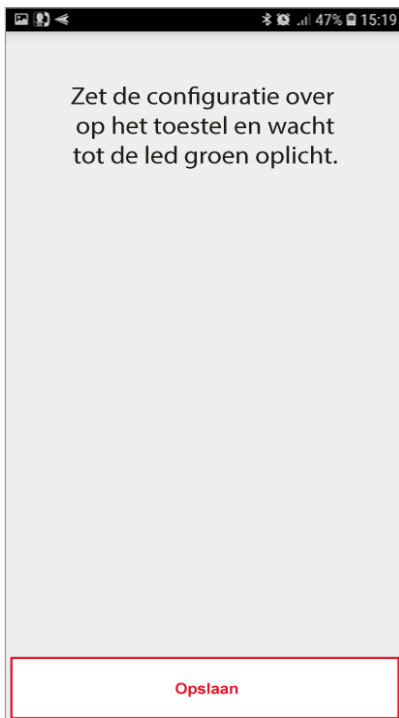 47% 15:19
Zet de configuratie over
op het toestel en wacht
tot de led groen oplicht.
Opslaan